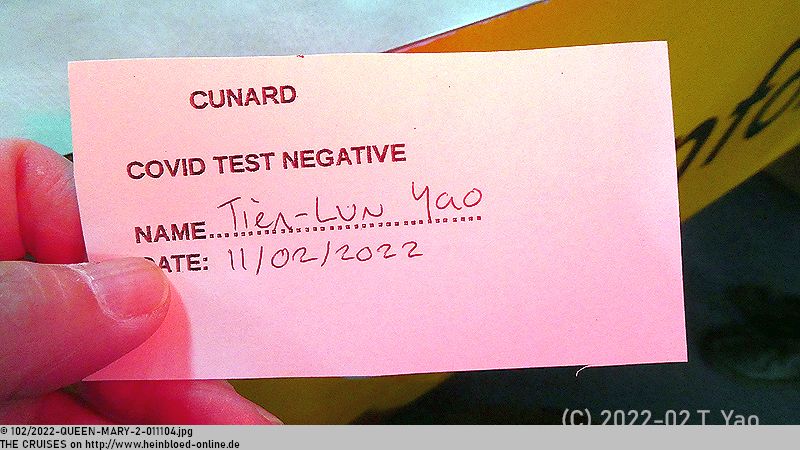 CUNARD
COVID TEST NEGATIVE
NAME Tien-Lun Yao
DATE: 11/02/2022
(C) 2022-02 T. Yao
© 102/2022-QUEEN-MARY-2-011104.jpg
THE CRUISES on http://www.heinbloed-online.de